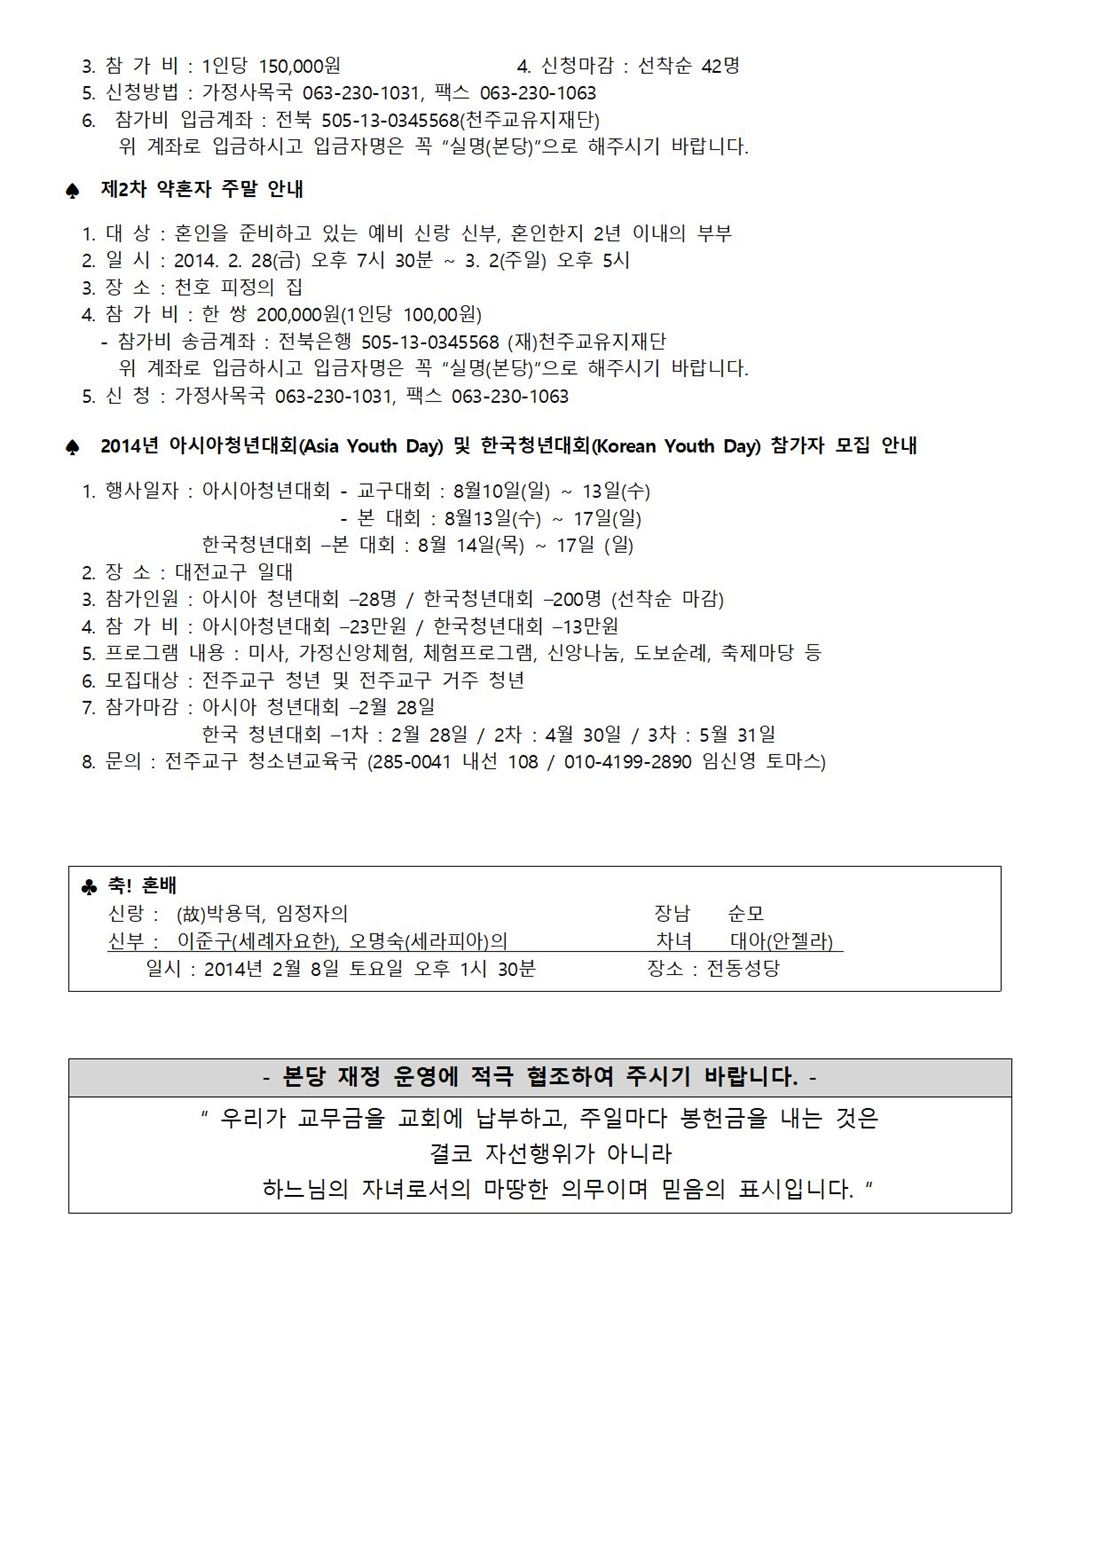 3. 참 가 비 : 1인당 150,000원 4. 신청마감 : 선착순 42명
5. 신청방법 : 가정사목국 063-230-1031, 팩스 063-230-1063
6. 참가비 입금계좌 : 전북 505-13-0345568(천주교유지재단)
위 계좌로 입금하시고 입금자명은 꼭 "실명(본당)"으로 해주시기 바랍니다.
♠ 제2차 약혼자 주말 안내
1. 대 상 : 혼인을 준비하고 있는 예비 신랑 신부, 혼인한지 2년 이내의 부부
2. 일 시 : 2014. 2. 28(금) 오후 7시 30분 ~ 3. 2(주일) 오후 5시
3. 장 소 : 천호 피정의 집
4. 참 가 비 : 한 쌍 200,000원(1인당 100,00원)
- 참가비 송금계좌 : 전북은행 505-13-0345568 (재)천주교유지재단
위 계좌로 입금하시고 입금자명은 꼭 "실명(본당)"으로 해주시기 바랍니다.
5. 신 청 : 가정사목국 063-230-1031, 팩스 063-230-1063
♠ 2014년 아시아청년대회(Asia Youth Day) 및 한국청년대회(Korean Youth Day) 참가자 모집 안내
1. 행사일자 : 아시아청년대회 - 교구대회 : 8월10일(일) ~ 13일(수)
- 본 대회 : 8월13일(수) ~ 17일(일)
한국청년대회 –본 대회 : 8월 14일(목) ~ 17일 (일)
2. 장 소 : 대전교구 일대
3. 참가인원 : 아시아 청년대회 –28명 / 한국청년대회 –200명 (선착순 마감)
4. 참 가 비 : 아시아청년대회 –23만원 / 한국청년대회 –13만원
5. 프로그램 내용 : 미사, 가정신앙체험, 체험프로그램, 신앙나눔, 도보순례, 축제마당 등
6. 모집대상 : 전주교구 청년 및 전주교구 거주 청년
7. 참가마감 : 아시아 청년대회 –2월 28일
한국 청년대회 –1차 : 2월 28일 / 2차 : 4월 30일 / 3차 : 5월 31일
8. 문의 : 전주교구 청소년교육국 (285-0041 내선 108 / 010-4199-2890 임신영 토마스)
♣ 축! 혼배
신랑 : (故)박용덕, 임정자의 장남 순모
신부 : 이준구(세례자요한), 오명숙(세라피아)의 차녀 대아(안젤라)
일시 : 2014년 2월 8일 토요일 오후 1시 30분 장소 : 전동성당
- 본당 재정 운영에 적극 협조하여 주시기 바랍니다. -
" 우리가 교무금을 교회에 납부하고, 주일마다 봉헌금을 내는 것은
결코 자선행위가 아니라
하느님의 자녀로서의 마땅한 의무이며 믿음의 표시입니다. "